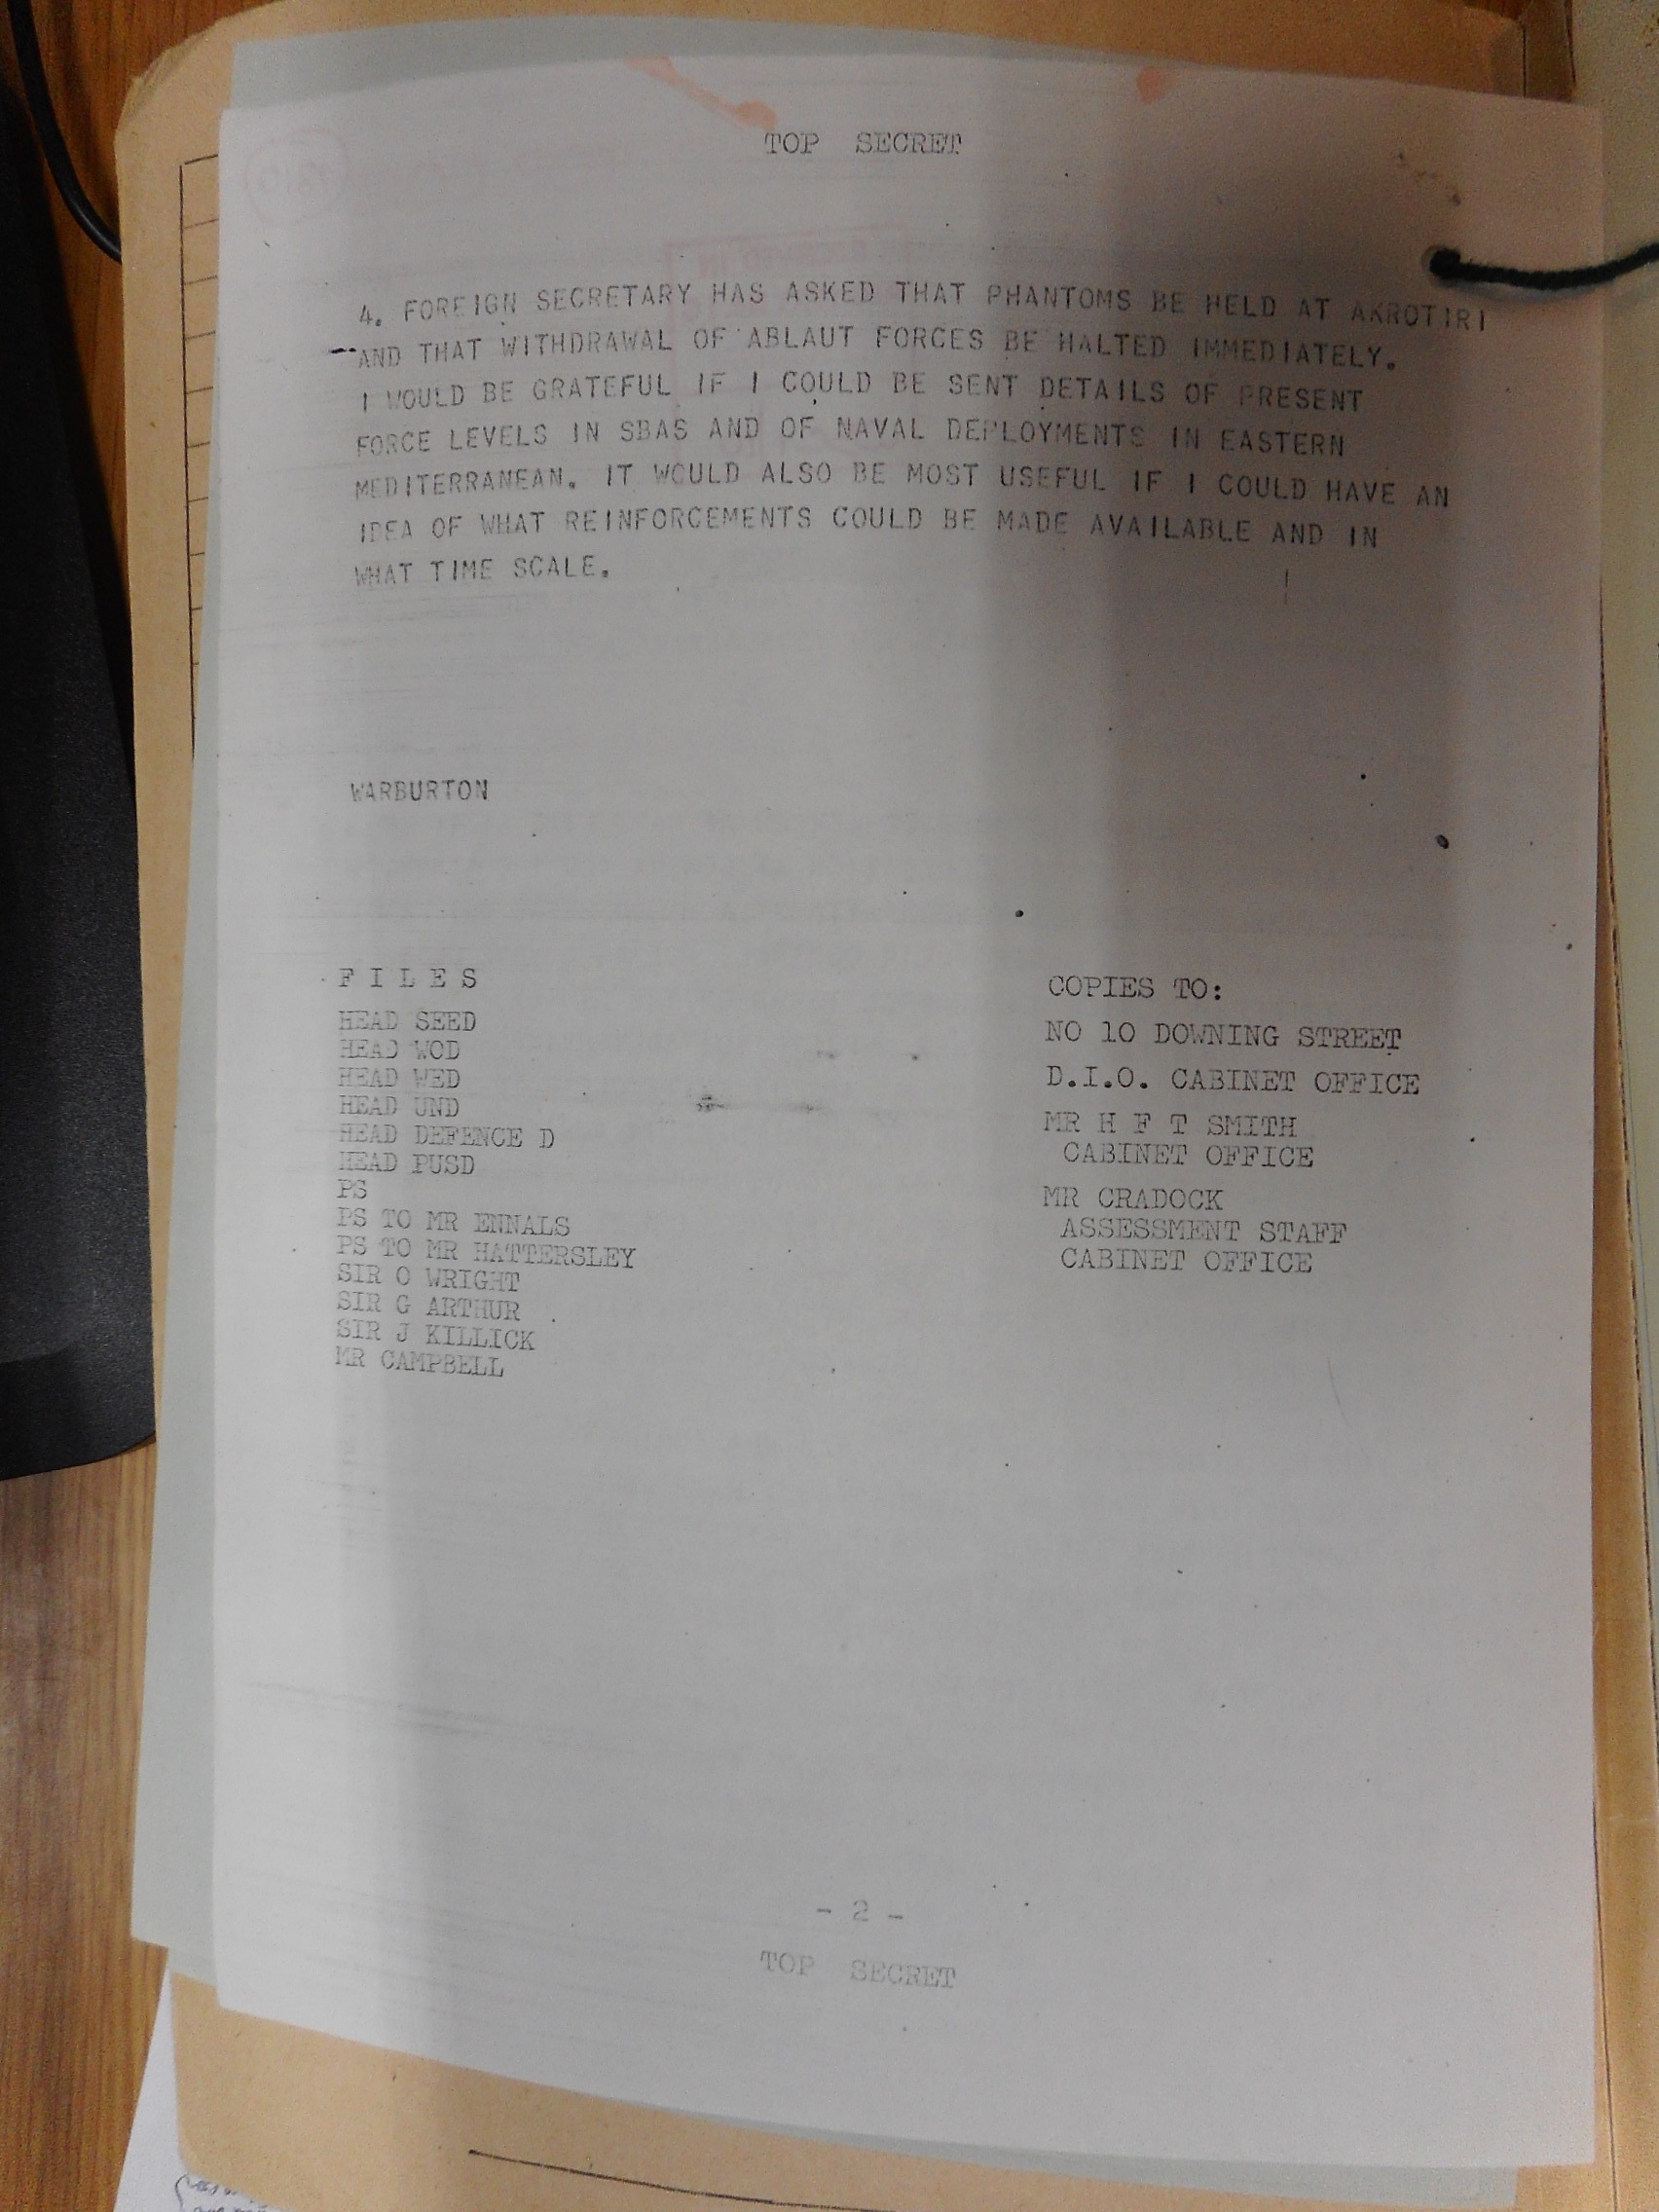 TOP SECRET
4. FOREIGN SECRETARY HAS ASKED THAT PHANTOMS BE HELD AT AKROTIRI
AND THAT WITHDRAWAL OF ABLAUT FORCES BE HALTED IMMEDIATELY.
I WOULD BE GRATEFUL IF I COULD BE SENT DETAILS OF PRESENT
FORCE LEVELS IN SBAS AND OF NAVAL DEPLOYMENTS IN EASTERN
MEDITERRANEAN. IT WOULD ALSO BE MOST USEFUL IF I COULD HAVE AN
IDEA OF WHAT REINFORCEMENTS COULD BE MADE AVAILABLE AND IN
WHAT TIME SCALE.
WARBURTON
F I L E S
HEAD SEED
HEAD WOD
HEAD WED
HEAD UND
HEAD DEFENCE D
HEAD PUSD
PS
PS TO MR ENNALS
PS TO MR HATTERSLEY
SIR O WRIGHT
SIR G ARTHUR
SIR J KILLICK
MR CAMPBELL
COPIES TO:
NO 10 DOWNING STREET
D.I.O. CABINET OFFICE
MR H F T SMITH
CABINET OFFICE
MR CRADOCK
ASSESSMENT STAFF
CABINET OFFICE
- 2 -
TOP SECRET